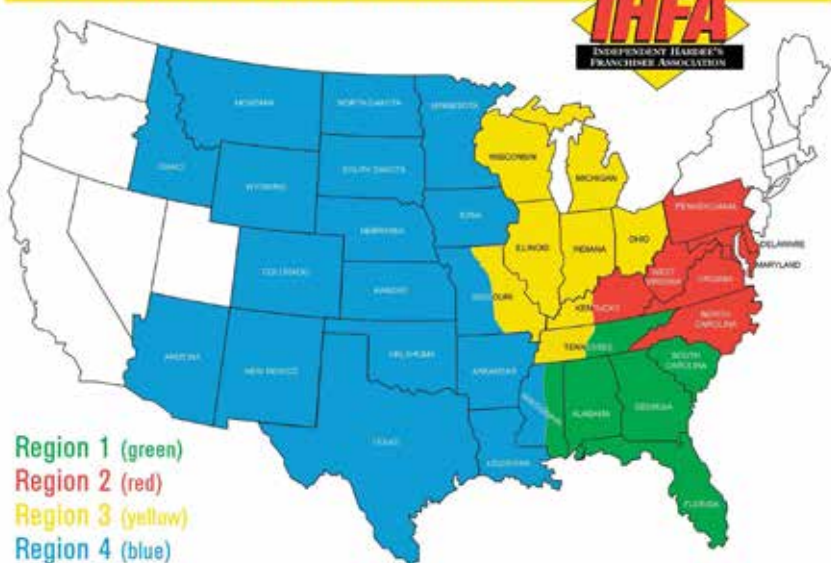 IHFA
INDEPENDENT HARDEE'S
FRANCHISEE ASSOCIATION
MONTANA
NORTH DAKOTA
MINNESOTA
IDAHO
WYOMING
SOUTH DAKOTA
WISCONSIN
MICHIGAN
IOWA
NEBRASKA
PENNSYLVANIA
ILLINOIS
INDIANA
OHIO
DELAWARE
MARYLAND
COLORADO
KANSAS
MISSOURI
WEST
VIRGINIA
VIRGINIA
KENTUCKY
NORTH
CAROLINA
TENNESSEE
ARIZONA
NEW MEXICO
OKLAHOMA
ARKANSAS
SOUTH
CAROLINA
MISSISSIPPI
ALABAMA
GEORGIA
TEXAS
LOUISIANA
FLORIDA
Region 1 (green)
Region 2 (red)
Region 3 (yellow)
Region 4 (blue)